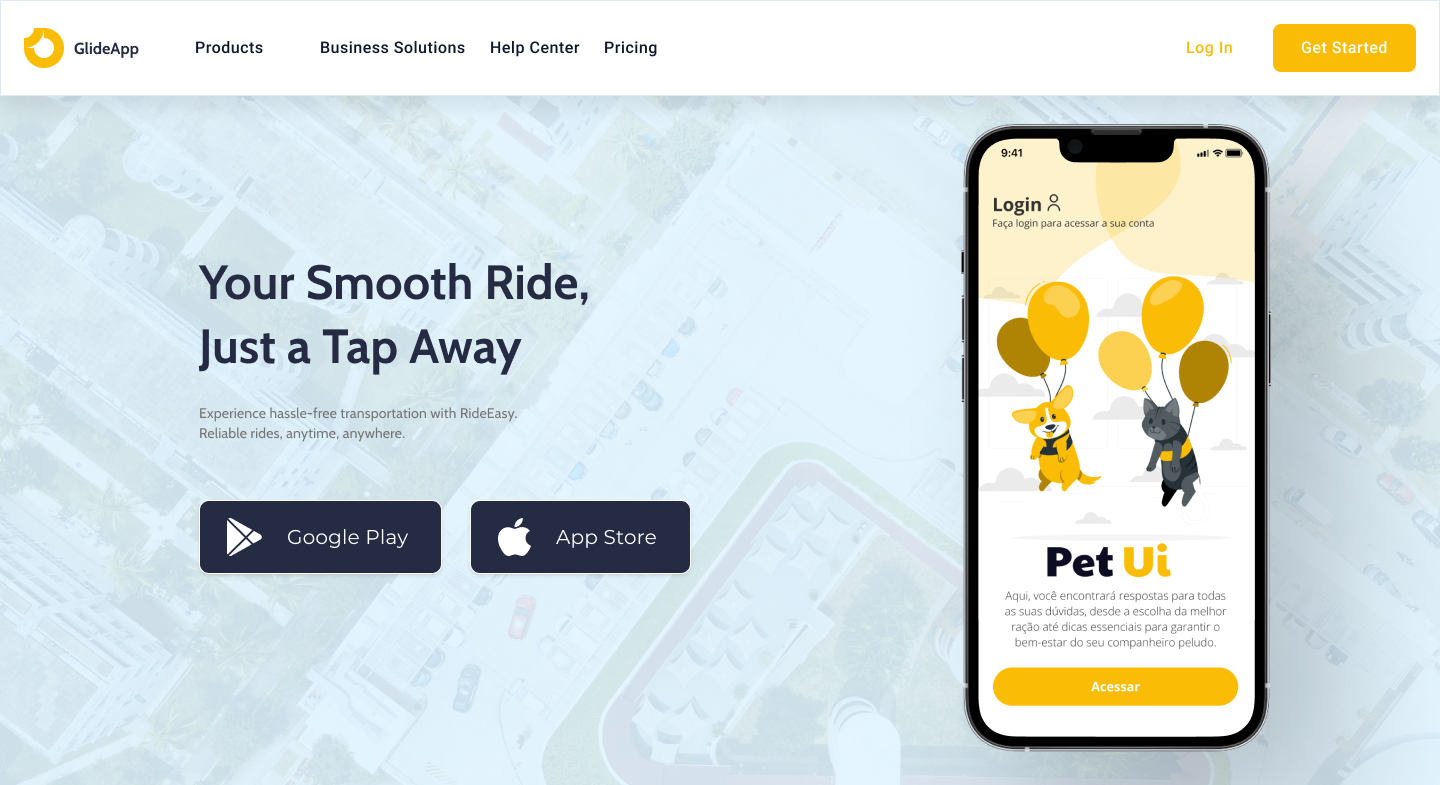 GlideApp
Products
Business Solutions
Help Center
Pricing
Log In
Get Started
Your Smooth Ride,
Just a Tap Away
Experience hassle-free transportation with RideEasy.
Reliable rides, anytime, anywhere.
Google Play
App Store
9:41
Login
Faça login para acessar a sua conta
Pet Ui
Aqui, você encontrará respostas para todas
as suas dúvidas, desde a escolha da melhor
ração até dicas essenciais para garantir o
bem-estar do seu companheiro peludo.
Acessar